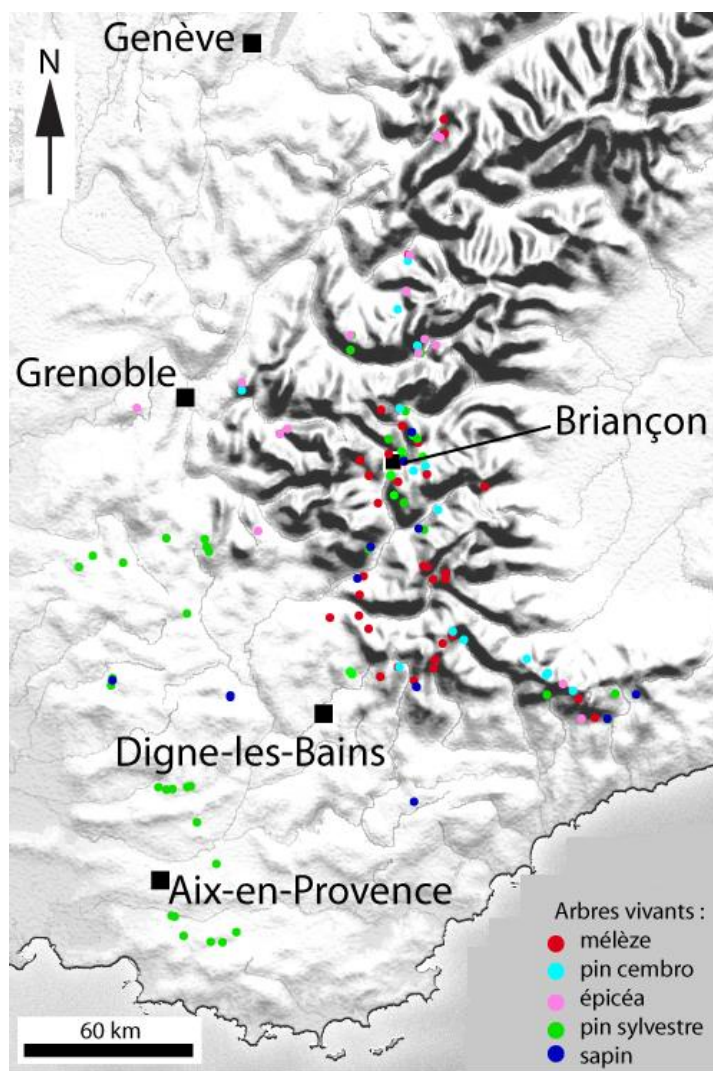 Genève
N
Grenoble
Briançon
Digne-les-Bains
Aix-en-Provence
Arbres vivants :
mélèze
pin cembro
épicéa
pin sylvestre
sapin
60 km